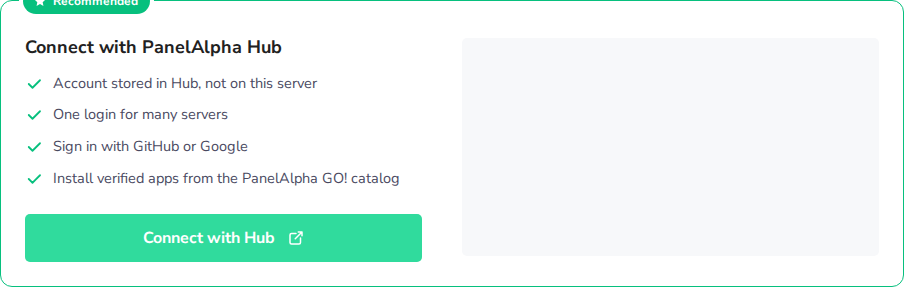 Recommended
Connect with PanelAlpha Hub
Account stored in Hub, not on this server
One login for many servers
Sign in with GitHub or Google
Install verified apps from the PanelAlpha GO! catalog
Connect with Hub